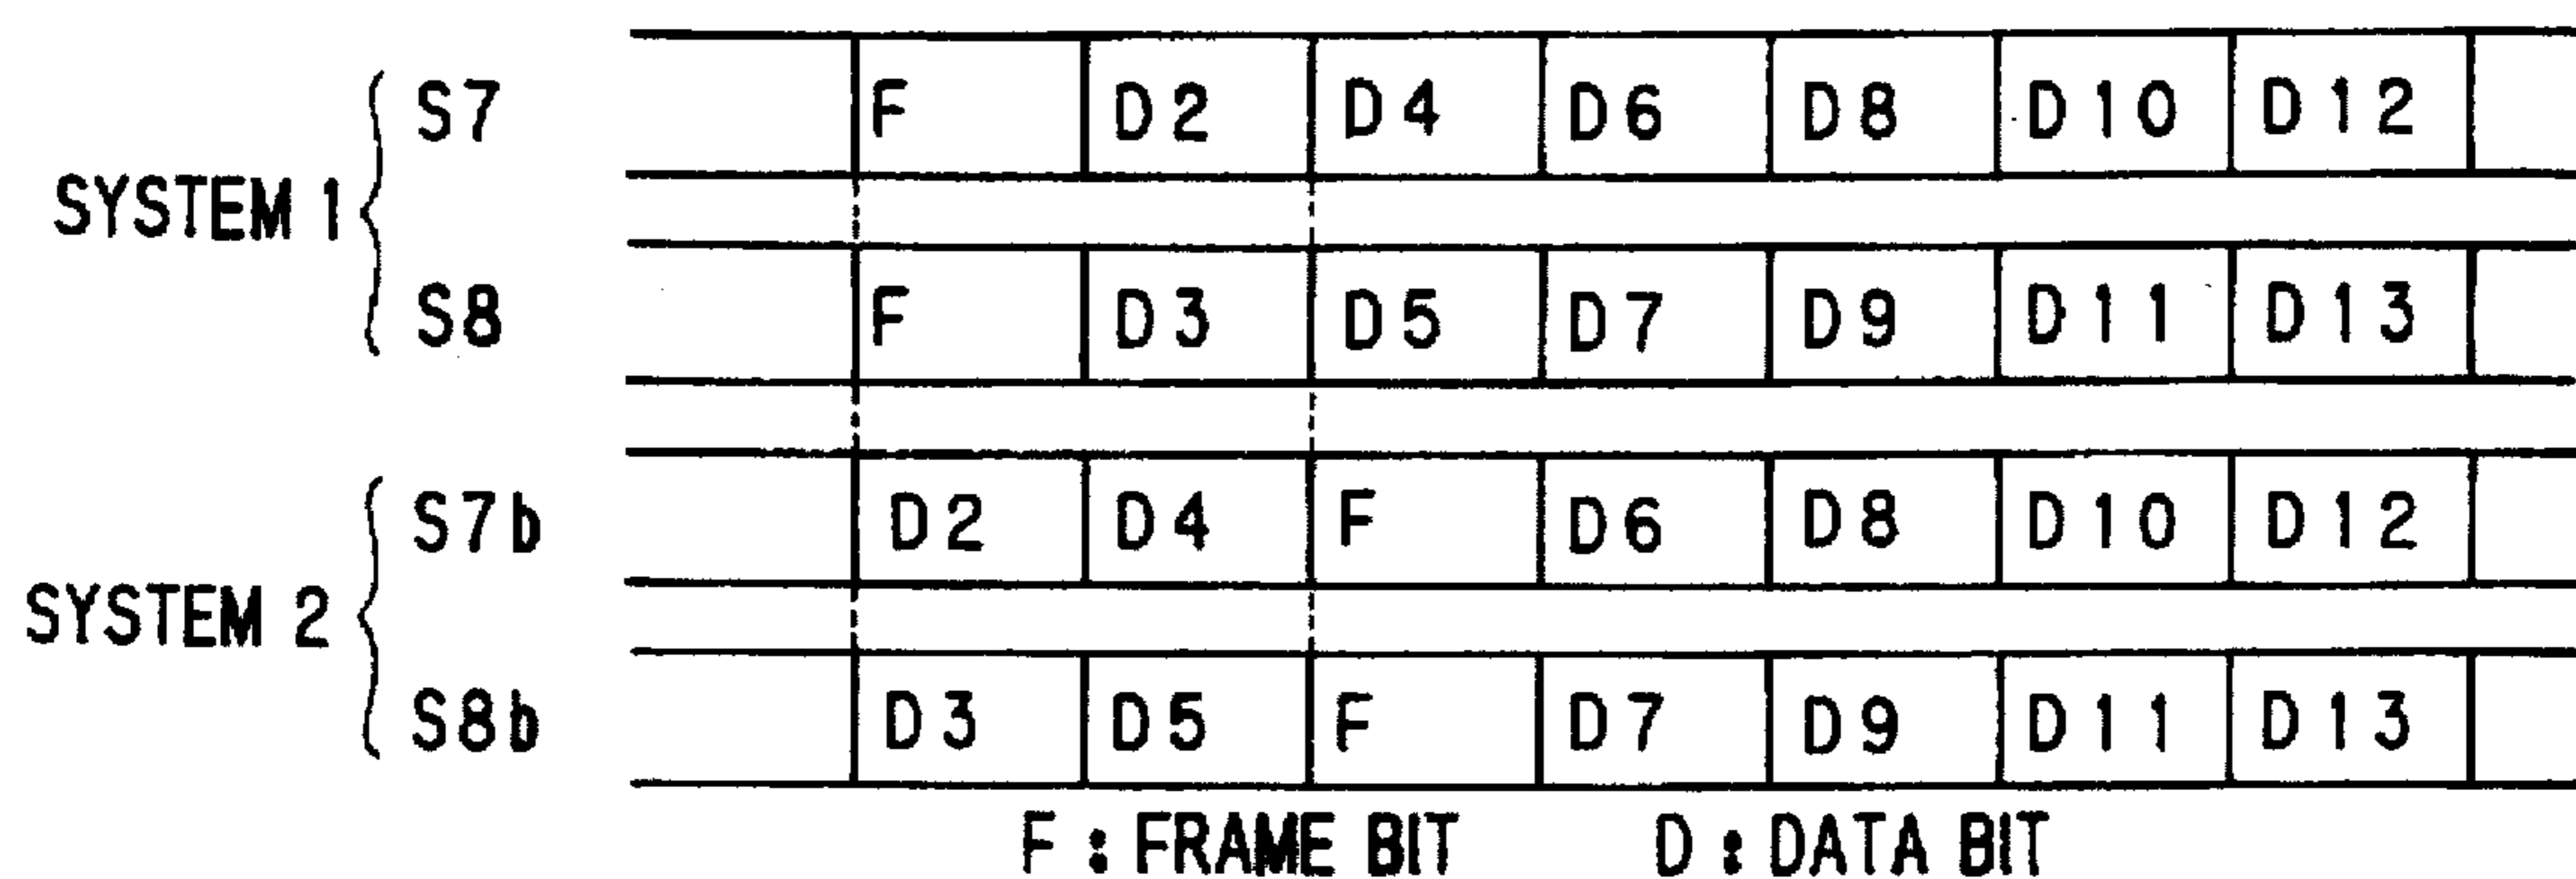 SYSTEM 1
S7 F D2 D4 D6 D8 D10 D12
S8 F D3 D5 D7 D9 D11 D13
SYSTEM 2
S7b D2 D4 F D6 D8 D10 D12
S8b D3 D5 F D7 D9 D11 D13
F : FRAME BIT D : DATA BIT